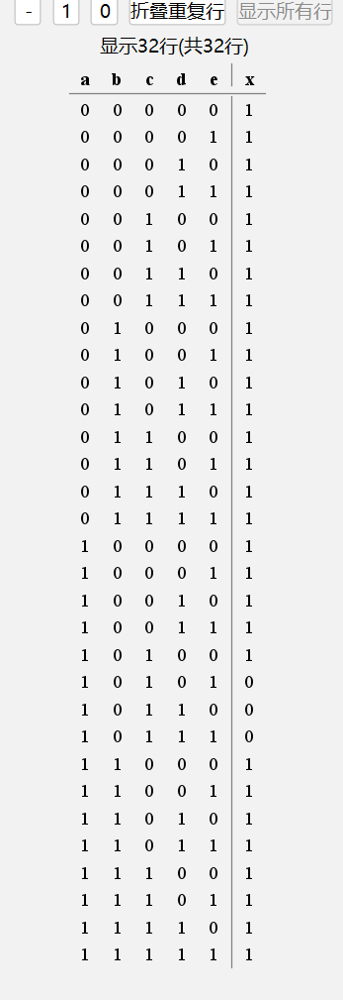 - 1 0 折叠重复行 显示所有行
显示32行(共32行)
a b c d e x
0 0 0 0 0 1
0 0 0 0 1 1
0 0 0 1 0 1
0 0 0 1 1 1
0 0 1 0 0 1
0 0 1 0 1 1
0 0 1 1 0 1
0 0 1 1 1 1
0 1 0 0 0 1
0 1 0 0 1 1
0 1 0 1 0 1
0 1 0 1 1 1
0 1 1 0 0 1
0 1 1 0 1 1
0 1 1 1 0 1
0 1 1 1 1 1
1 0 0 0 0 1
1 0 0 0 1 1
1 0 0 1 0 1
1 0 0 1 1 1
1 0 1 0 0 1
1 0 1 0 1 0
1 0 1 1 0 0
1 0 1 1 1 0
1 1 0 0 0 1
1 1 0 0 1 1
1 1 0 1 0 1
1 1 0 1 1 1
1 1 1 0 0 1
1 1 1 0 1 1
1 1 1 1 0 1
1 1 1 1 1 1